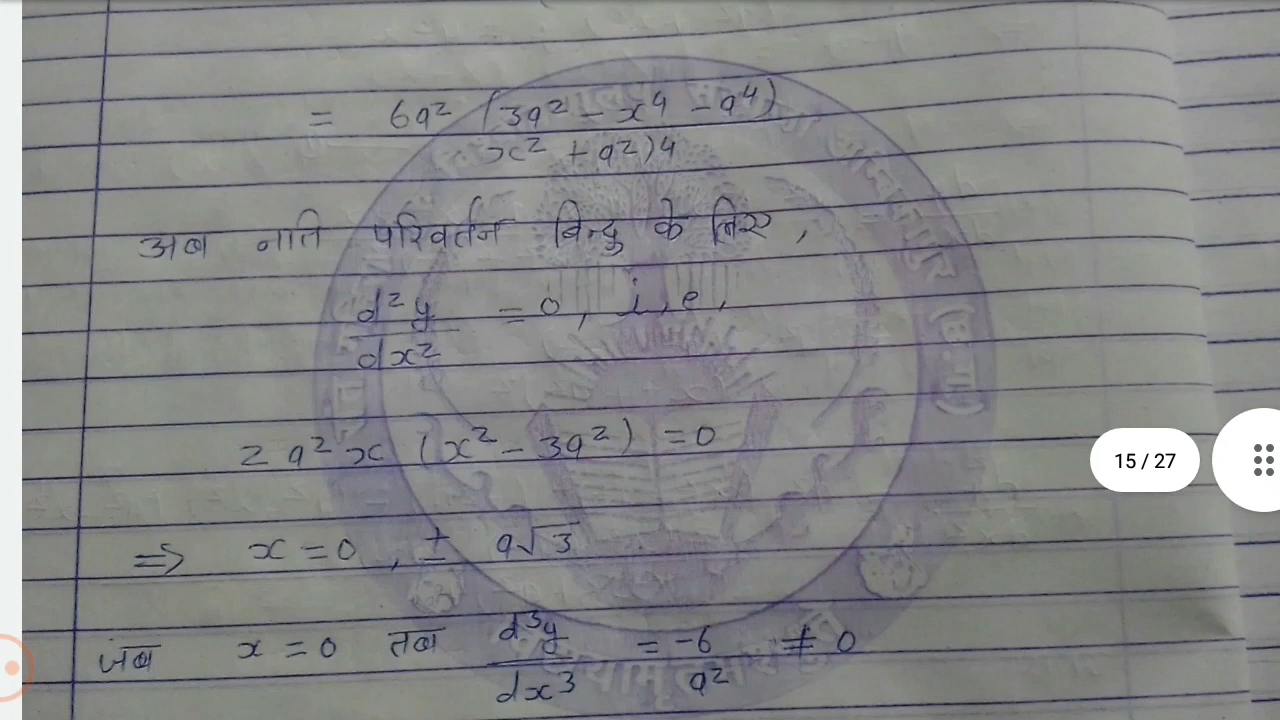 = 6a² (3a² - x⁴ - a⁴)
x² + a²)4
अब नाति परिवर्तन बिन्दु के लिए,
d²y = 0, i.e,
dx²
2a²x (x² - 3a²) = 0
15 / 27
=> x = 0, ± a√3
जब x = 0 तब d³y = -6 ≠ 0
dx³ a²